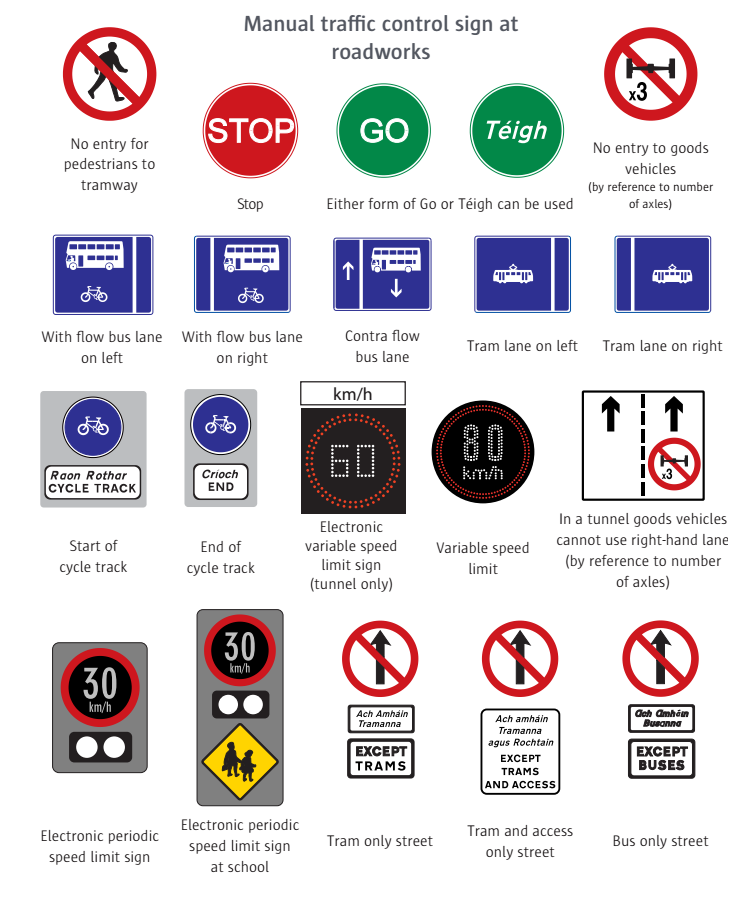 Manual traffic control sign at
roadworks
x3
STOP
GO
Téigh
No entry for
pedestrians to
tramway
No entry to goods
vehicles
(by reference to number
of axles)
Stop
Either form of Go or Téigh can be used
With flow bus lane
on left
With flow bus lane
on right
Contra flow
bus lane
Tram lane on left
Tram lane on right
km/h
60
80
km/h
x3
Raon Rothar
CYCLE TRACK
Críoch
END
Start of
cycle track
End of
cycle track
Electronic
variable speed
limit sign
(tunnel only)
Variable speed
limit
In a tunnel goods vehicles
cannot use right-hand lane
(by reference to number
of axles)
30
km/h
30
km/h
Ach Amháin
Tramanna
EXCEPT
TRAMS
Ach amháin
Tramanna
agus Rochtain
EXCEPT
TRAMS
AND ACCESS
Ach Amháin
Busanna
EXCEPT
BUSES
Electronic periodic
speed limit sign
Electronic periodic
speed limit sign
at school
Tram only street
Tram and access
only street
Bus only street